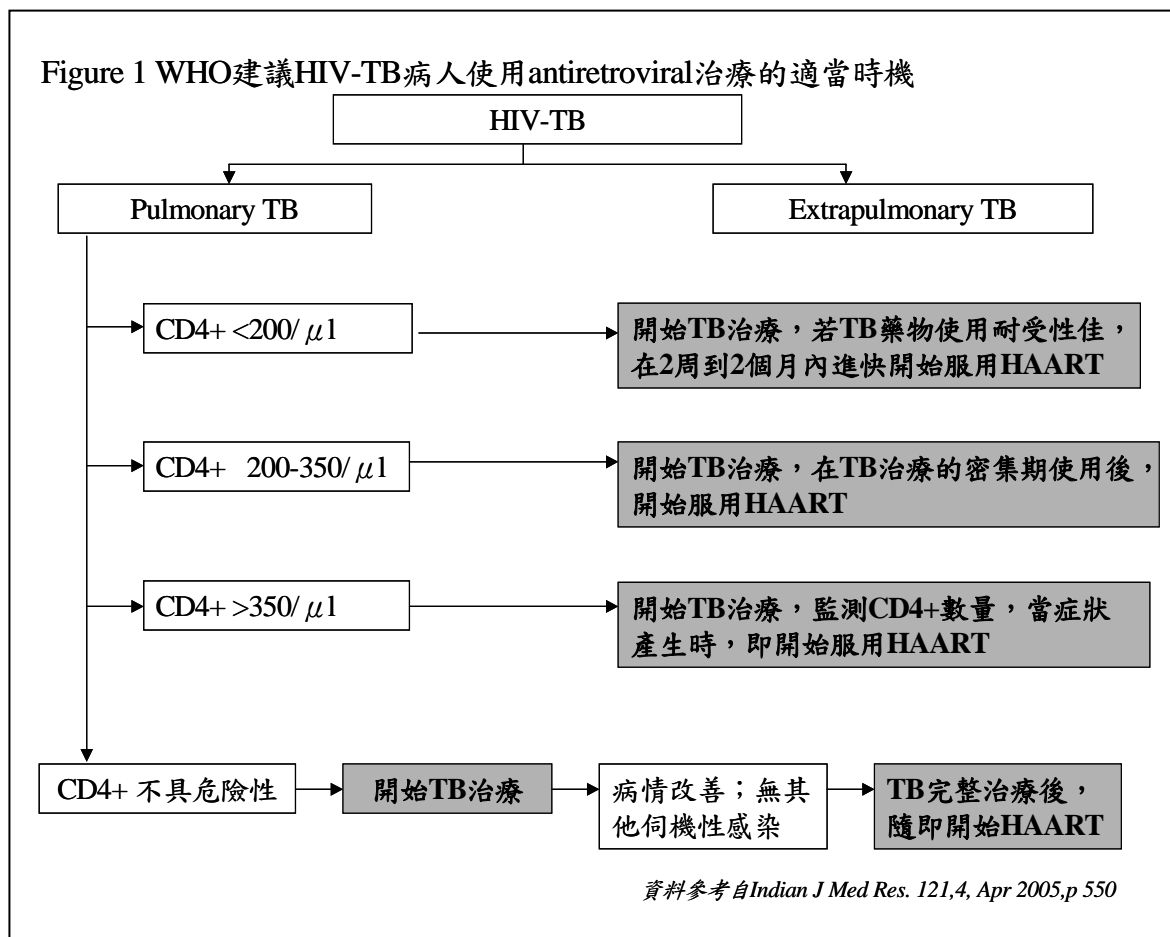 Figure 1 WHO建議HIV-TB病人使用antiretroviral治療的適當時機
HIV-TB
Pulmonary TB
Extrapulmonary TB
CD4+ <200/ μl
開始TB治療，若TB藥物使用耐受性佳，
在2周到2個月內進快開始服用HAART
CD4+ 200-350/ μl
開始TB治療，在TB治療的密集期使用後，
開始服用HAART
CD4+ >350/ μl
開始TB治療，監測CD4+數量，當症狀
產生時，即開始服用HAART
CD4+ 不具危險性
開始TB治療
病情改善；無其
他伺機性感染
TB完整治療後，
隨即開始HAART
資料參考自Indian J Med Res. 121,4, Apr 2005,p 550